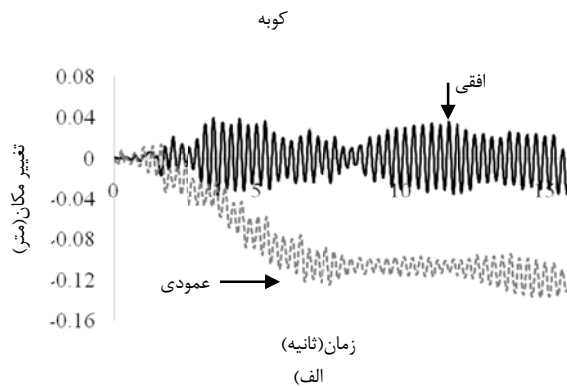 کوبه
0.08
افقی
0.04
0
تغییر مکان(متر)
0 5 10 15
-0.04
-0.08
عمودی
-0.12
-0.16
زمان(ثانیه)
الف)